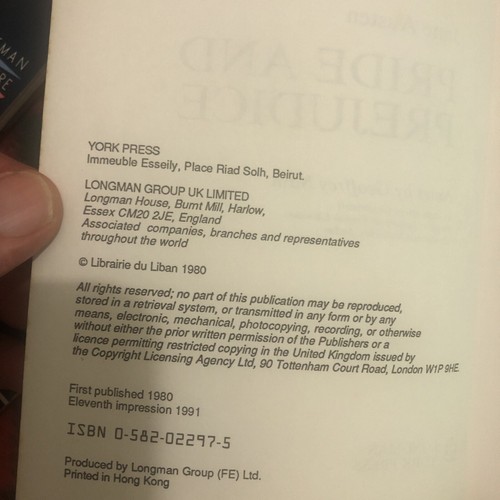 YORK PRESS
Immeuble Esseily, Place Riad Solh, Beirut.
LONGMAN GROUP UK LIMITED
Longman House, Burnt Mill, Harlow,
Essex CM20 2JE, England
Associated companies, branches and representatives
throughout the world
© Librairie du Liban 1980
All rights reserved; no part of this publication may be reproduced,
stored in a retrieval system, or transmitted in any form or by any
means, electronic, mechanical, photocopying, recording, or otherwise
without either the prior written permission of the Publishers or a
licence permitting restricted copying in the United Kingdom issued by
the Copyright Licensing Agency Ltd, 90 Tottenham Court Road, London W1P 9HE.
First published 1980
Eleventh impression 1991
ISBN 0-582-02297-5
Produced by Longman Group (FE) Ltd.
Printed in Hong Kong
PRIDE AND
PREJUDICE